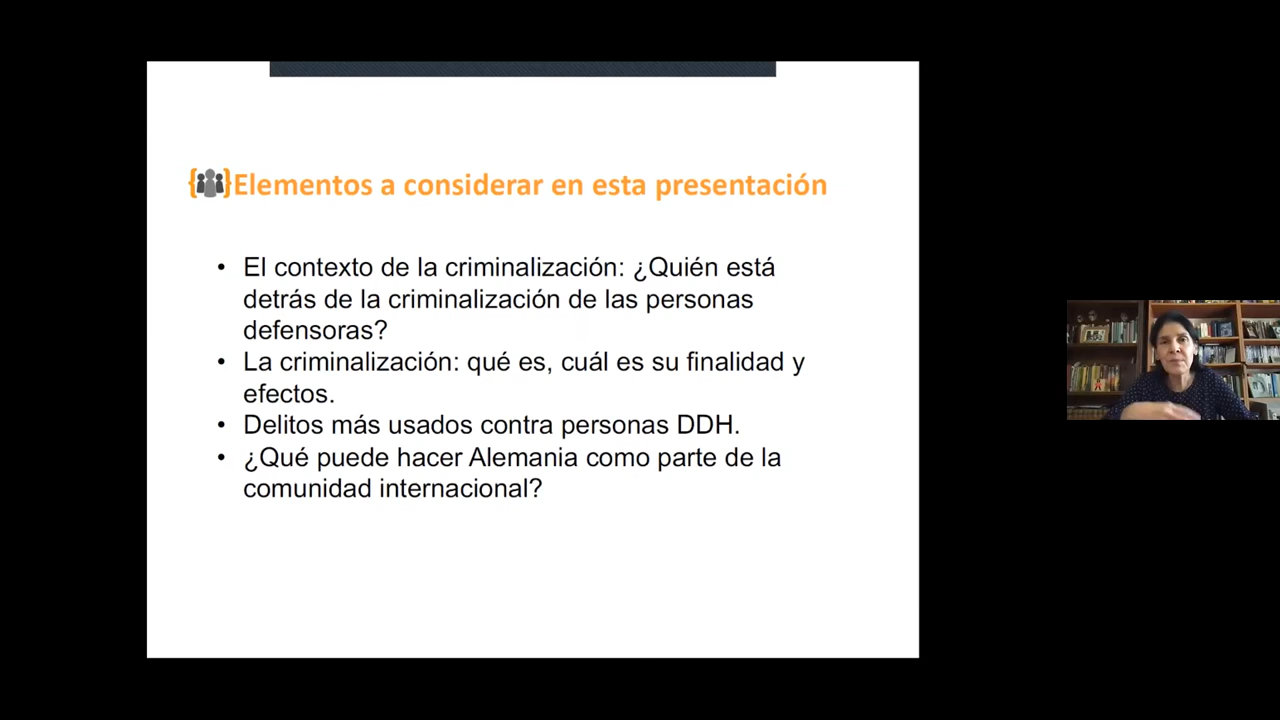 Elementos a considerar en esta presentación
• El contexto de la criminalización: ¿Quién está
detrás de la criminalización de las personas
defensoras?
• La criminalización: qué es, cuál es su finalidad y
efectos.
• Delitos más usados contra personas DDH.
• ¿Qué puede hacer Alemania como parte de la
comunidad internacional?